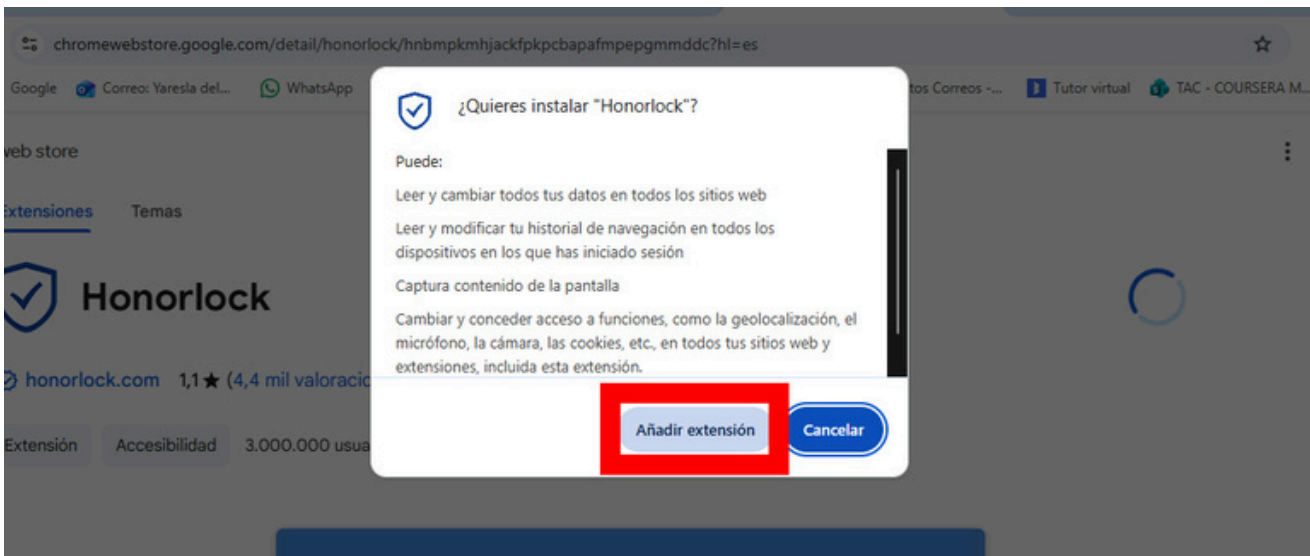 chromewebstore.google.com/detail/honorlock/hnbmpkmhjackfpkpcbapafmpepgmmddc?hl=es
Google Correo: Yaresla del... WhatsApp tos Correos -... Tutor virtual TAC - COURSERA M...
web store
Extensiones Temas
Honorlock
honorlock.com 1,1★ (4,4 mil valoracio
Extensión Accesibilidad 3.000.000 usua
¿Quieres instalar "Honorlock"?
Puede:
Leer y cambiar todos tus datos en todos los sitios web
Leer y modificar tu historial de navegación en todos los
dispositivos en los que has iniciado sesión
Captura contenido de la pantalla
Cambiar y conceder acceso a funciones, como la geolocalización, el
micrófono, la cámara, las cookies, etc., en todos tus sitios web y
extensiones, incluida esta extensión.
Añadir extensión Cancelar